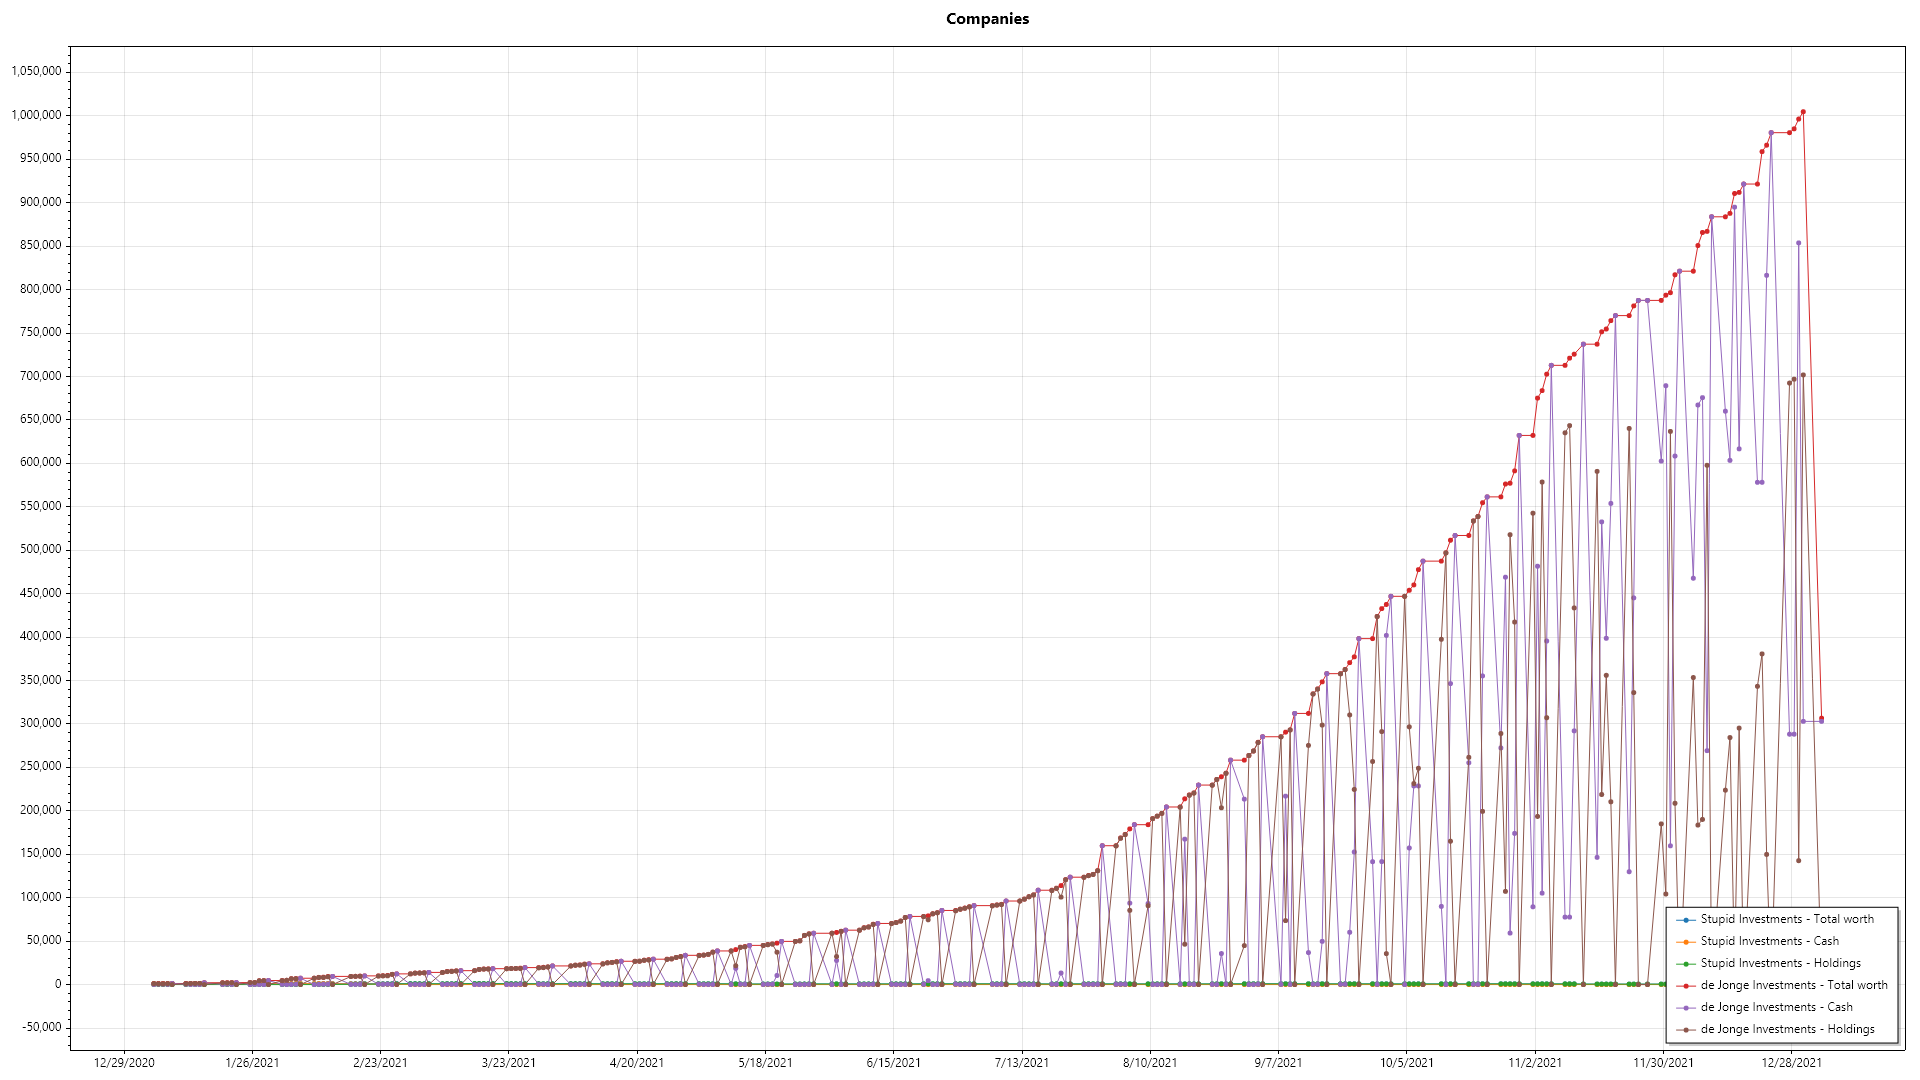 Companies
1,050,000
1,000,000
950,000
900,000
850,000
800,000
750,000
700,000
650,000
600,000
550,000
500,000
450,000
400,000
350,000
300,000
250,000
200,000
150,000
100,000
50,000
0
-50,000
12/29/2020 1/26/2021 2/23/2021 3/23/2021 4/20/2021 5/18/2021 6/15/2021 7/13/2021 8/10/2021 9/7/2021 10/5/2021 11/2/2021 11/30/2021 12/28/2021
Stupid Investments - Total worth
Stupid Investments - Cash
Stupid Investments - Holdings
de Jonge Investments - Total worth
de Jonge Investments - Cash
de Jonge Investments - Holdings